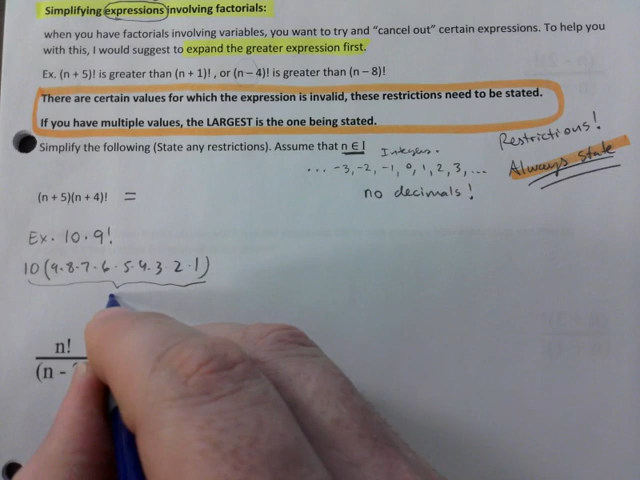 Simplifying expressions involving factorials:
when you have factorials involving variables, you want to try and "cancel out" certain expressions. To help you
with this, I would suggest to expand the greater expression first.
Ex. (n + 5)! is greater than (n + 1)! , or (n – 4)! is greater than (n – 8)!
There are certain values for which the expression is invalid, these restrictions need to be stated.
If you have multiple values, the LARGEST is the one being stated.
Restrictions!
Always state
Simplify the following (State any restrictions). Assume that n ∈ I
Integers.
... -3, -2, -1, 0, 1, 2, 3, ...
no decimals!
(n + 5)(n + 4)! =
Ex. 10·9!
10(9·8·7·6·5·4·3·2·1)
n!
(n -